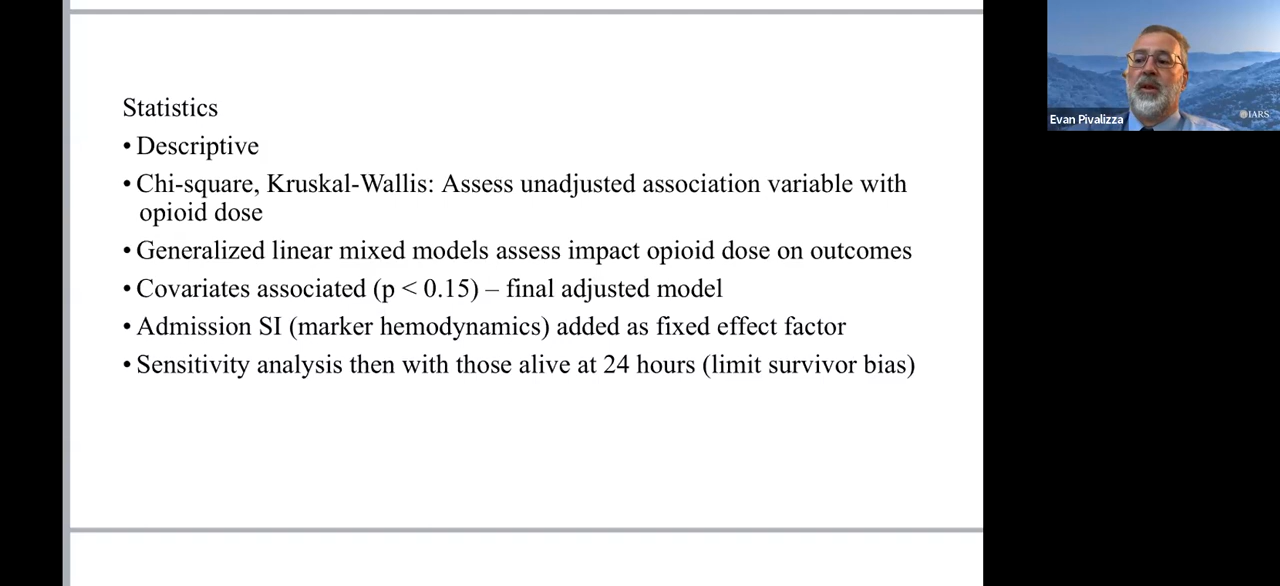 Statistics
• Descriptive
• Chi-square, Kruskal-Wallis: Assess unadjusted association variable with
opioid dose
• Generalized linear mixed models assess impact opioid dose on outcomes
• Covariates associated (p < 0.15) – final adjusted model
• Admission SI (marker hemodynamics) added as fixed effect factor
• Sensitivity analysis then with those alive at 24 hours (limit survivor bias)
Evan Pivalizza
IARS